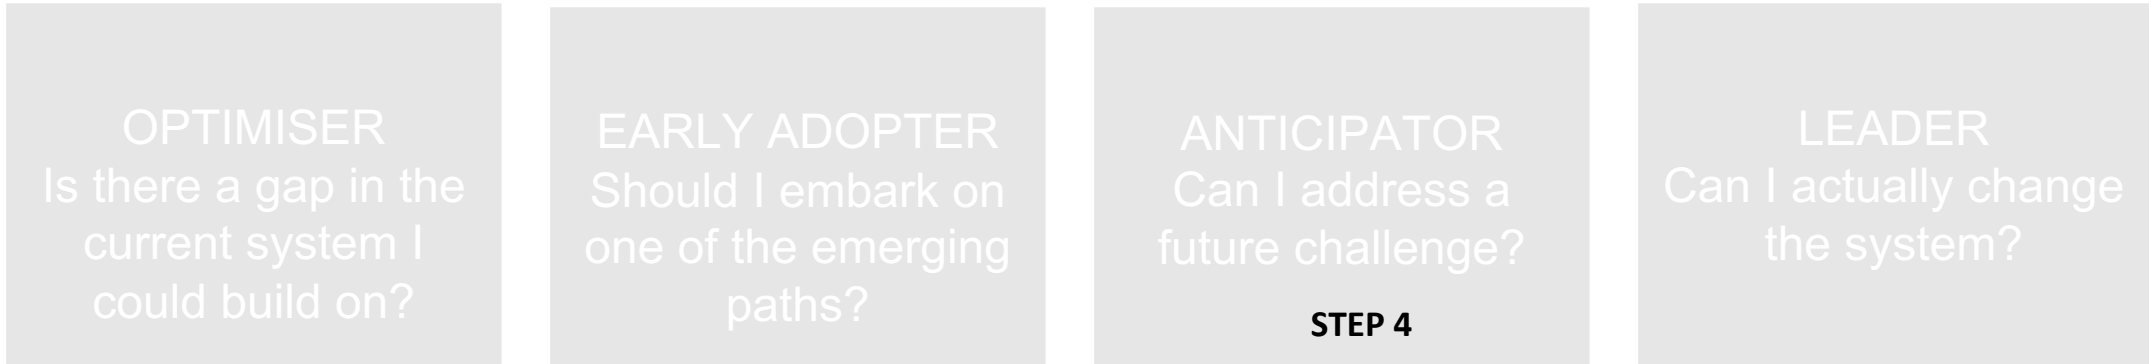 OPTIMISER
Is there a gap in the
current system I
could build on?
EARLY ADOPTER
Should I embark on
one of the emerging
paths?
ANTICIPATOR
Can I address a
future challenge?
STEP 4
LEADER
Can I actually change
the system?